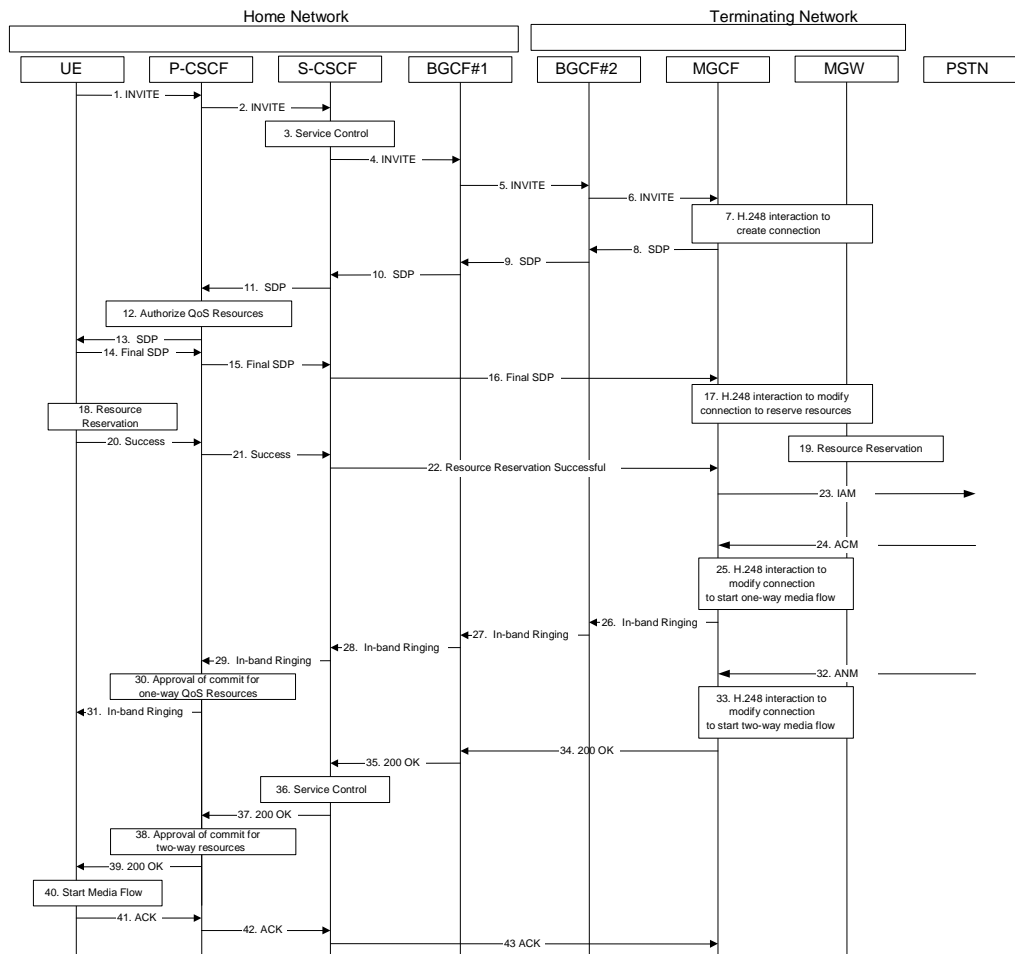 Home Network
Terminating Network
UE
P-CSCF
S-CSCF
BGCF#1
BGCF#2
MGCF
MGW
PSTN
1. INVITE
2. INVITE
3. Service Control
4. INVITE
5. INVITE
6. INVITE
7. H.248 interaction to
create connection
8. SDP
9. SDP
10. SDP
11. SDP
12. Authorize QoS Resources
13. SDP
14. Final SDP
15. Final SDP
16. Final SDP
17. H.248 interaction to modify
connection to reserve resources
18. Resource
Reservation
20. Success
19. Resource Reservation
21. Success
22. Resource Reservation Successful
23. IAM
24. ACM
25. H.248 interaction to
modify connection
to start one-way media flow
26. In-band Ringing
27. In-band Ringing
28. In-band Ringing
29. In-band Ringing
30. Approval of commit for
one-way QoS Resources
31. In-band Ringing
32. ANM
33. H.248 interaction to
modify connection
to start two-way media flow
34. 200 OK
35. 200 OK
36. Service Control
37. 200 OK
38. Approval of commit for
two-way resources
39. 200 OK
40. Start Media Flow
41. ACK
42. ACK
43 ACK